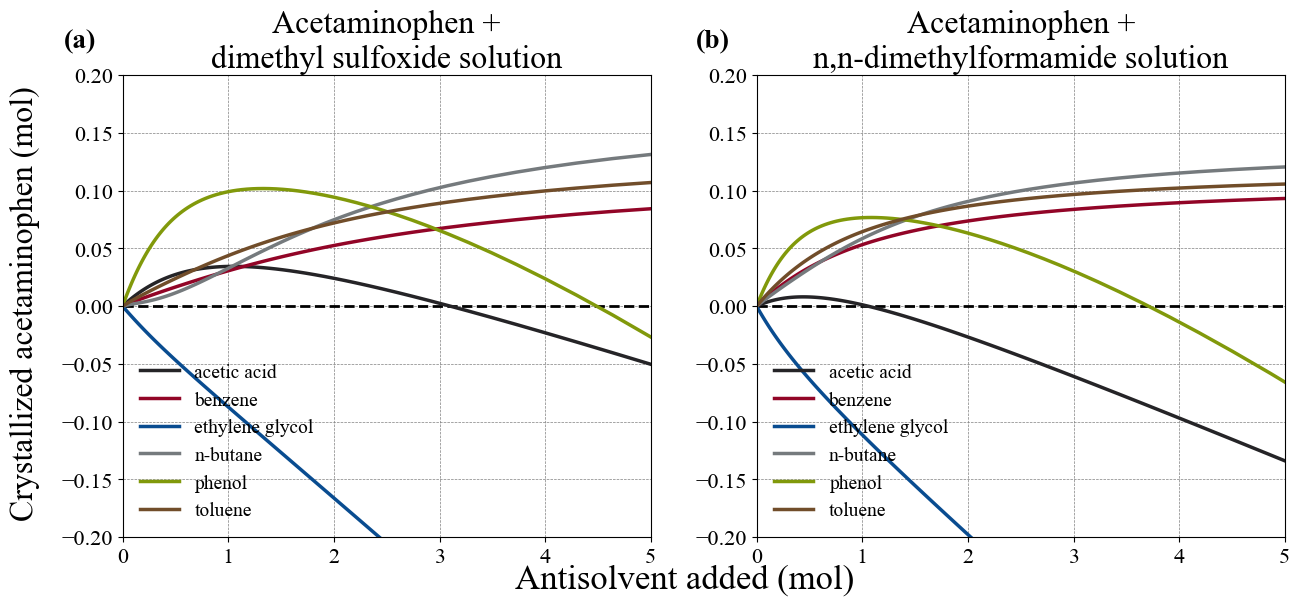 (a)
Acetaminophen +
dimethyl sulfoxide solution
(b)
Acetaminophen +
n,n-dimethylformamide solution
Crystallized acetaminophen (mol)
0.20
0.15
0.10
0.05
0.00
−0.05
−0.10
−0.15
−0.20
acetic acid
benzene
ethylene glycol
n-butane
phenol
toluene
0 1 2 3 4 5
0.20
0.15
0.10
0.05
0.00
−0.05
−0.10
−0.15
−0.20
acetic acid
benzene
ethylene glycol
n-butane
phenol
toluene
0 1 2 3 4 5
Antisolvent added (mol)